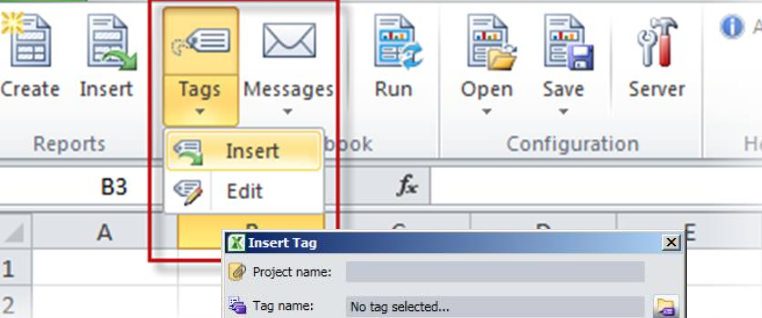 Create Insert Tags Messages Run Open Save Server
Reports book Configuration
Insert
Edit
B3 fx
A B C D E
Insert Tag
1 Project name:
2 Tag name: No tag selected...